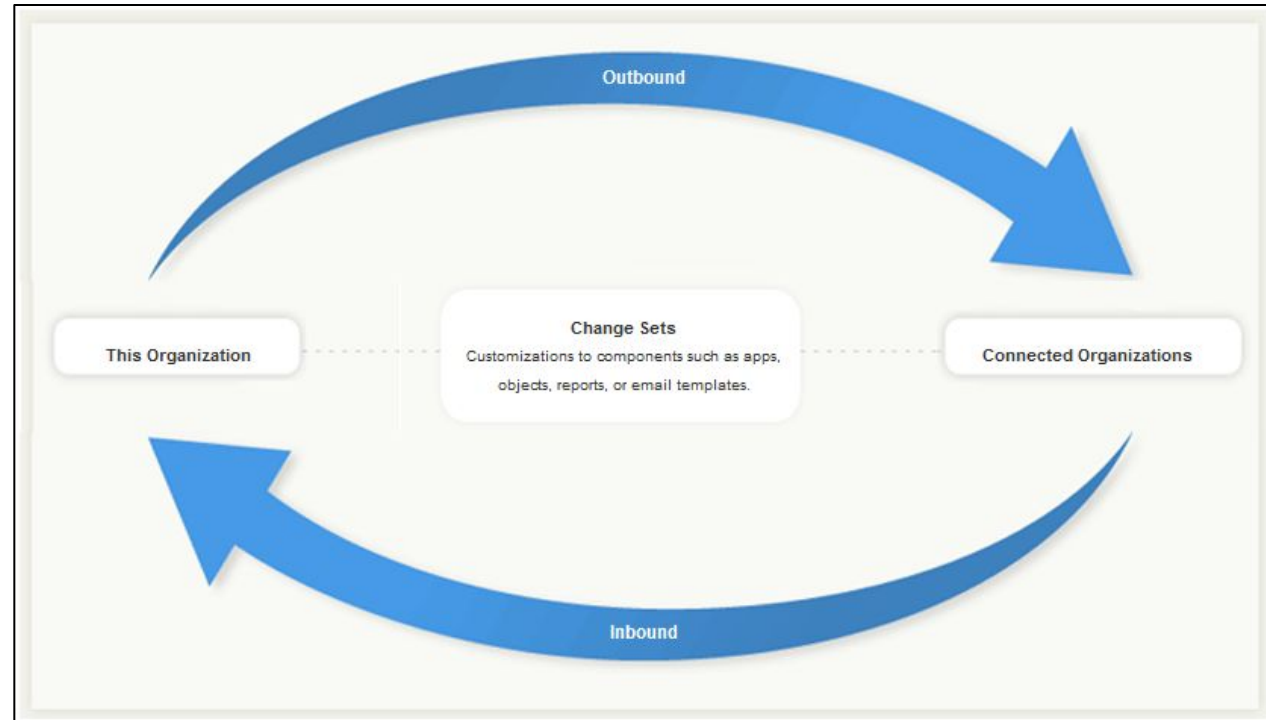 Outbound
This Organization
Change Sets
Customizations to components such as apps,
objects, reports, or email templates.
Connected Organizations
Inbound